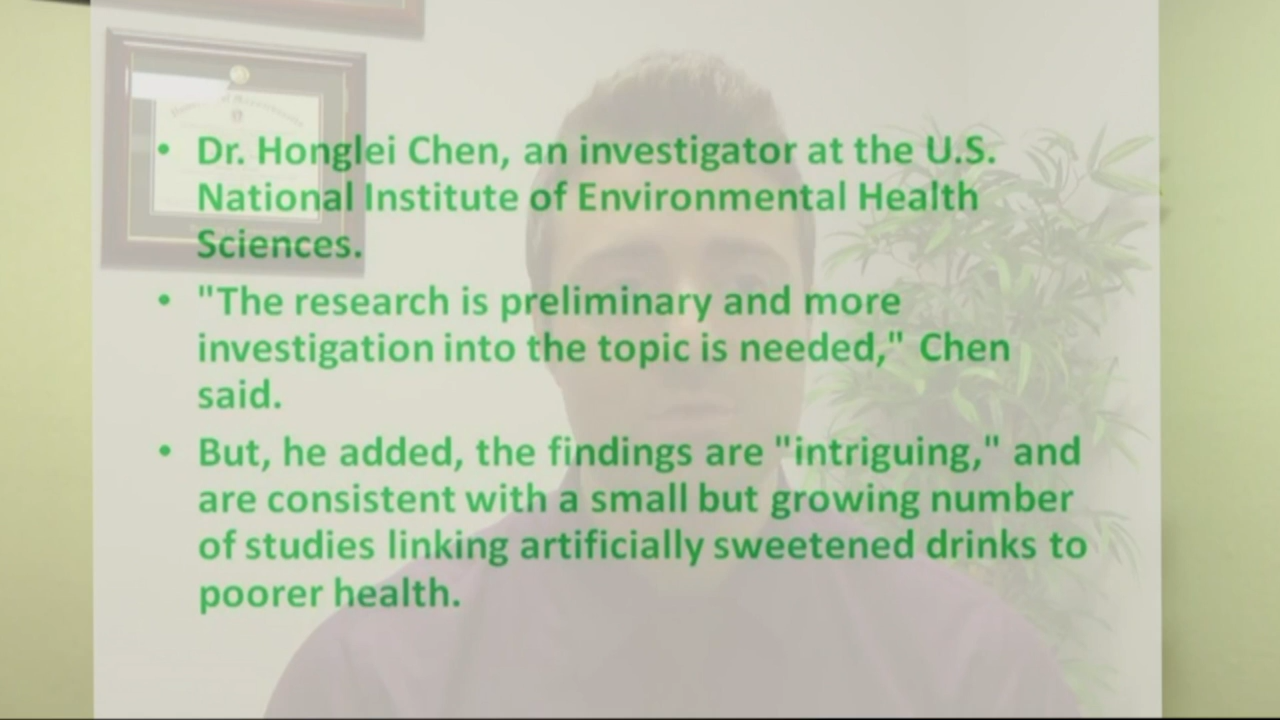 • Dr. Honglei Chen, an investigator at the U.S.
National Institute of Environmental Health
Sciences.
• "The research is preliminary and more
investigation into the topic is needed," Chen
said.
• But, he added, the findings are "intriguing," and
are consistent with a small but growing number
of studies linking artificially sweetened drinks to
poorer health.